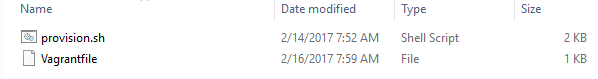 Name Date modified Type Size
provision.sh 2/14/2017 7:52 AM Shell Script 2 KB
Vagrantfile 2/16/2017 7:59 AM File 1 KB